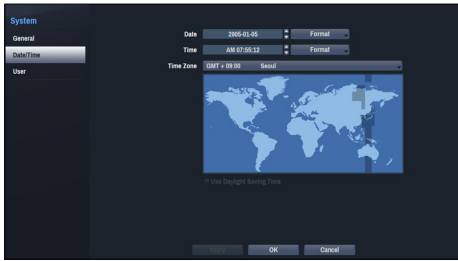 System
General
Date/Time
User
Date 2005-01-05 Format
Time AM 07:55:12 Format
Time Zone GMT + 09:00 Seoul
Use Daylight Saving Time
Apply OK Cancel